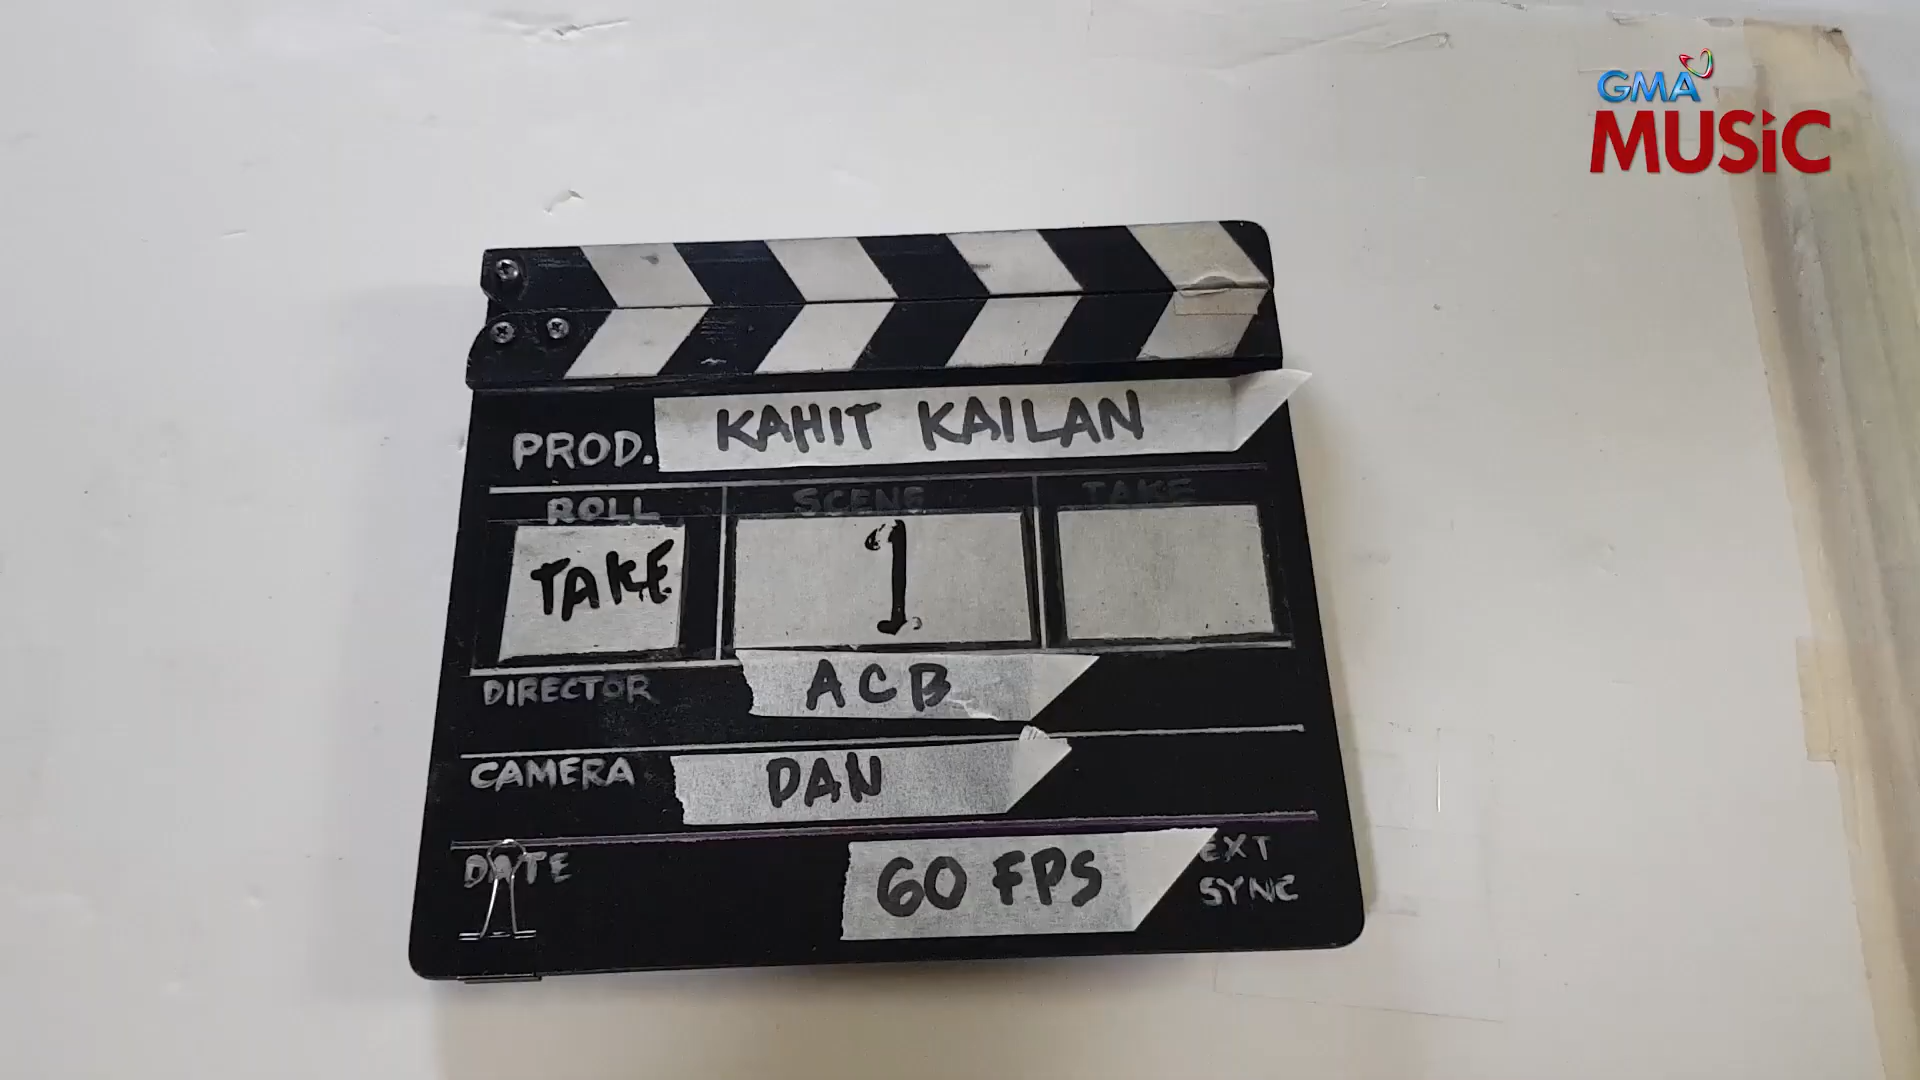 GMA
MUSiC
PROD. KAHIT KAILAN
ROLL SCENE TAKE
TAKE 1
DIRECTOR ACB
CAMERA DAN
DATE 60 FPS EXT
SYNC